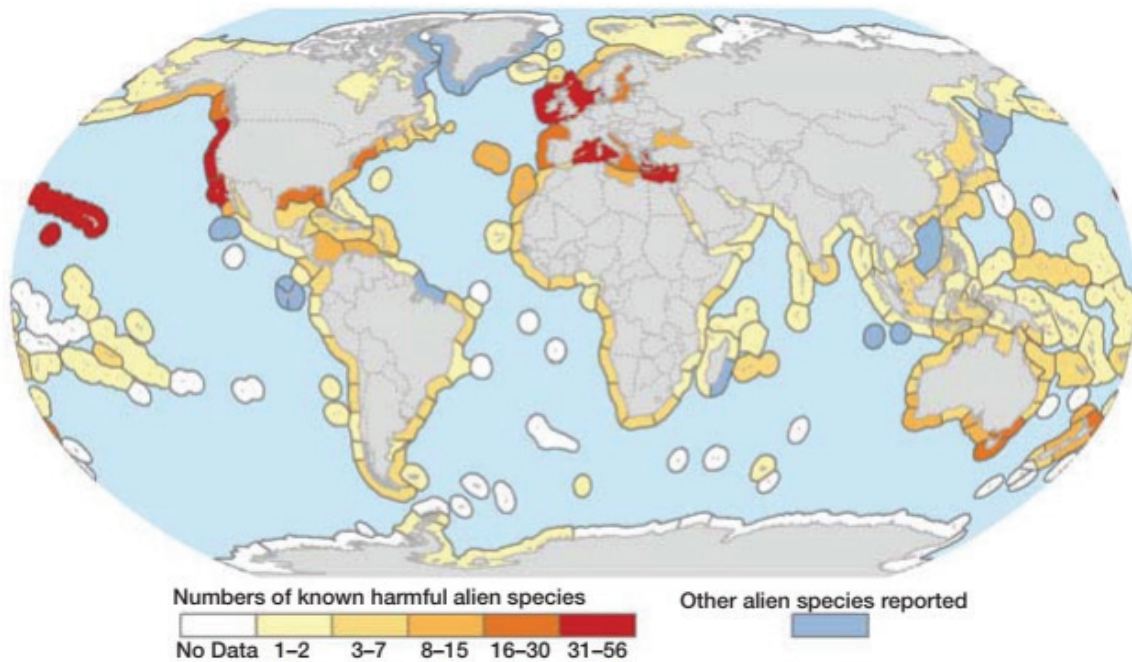 Numbers of known harmful alien species
Other alien species reported
No Data 1–2 3–7 8–15 16–30 31–56